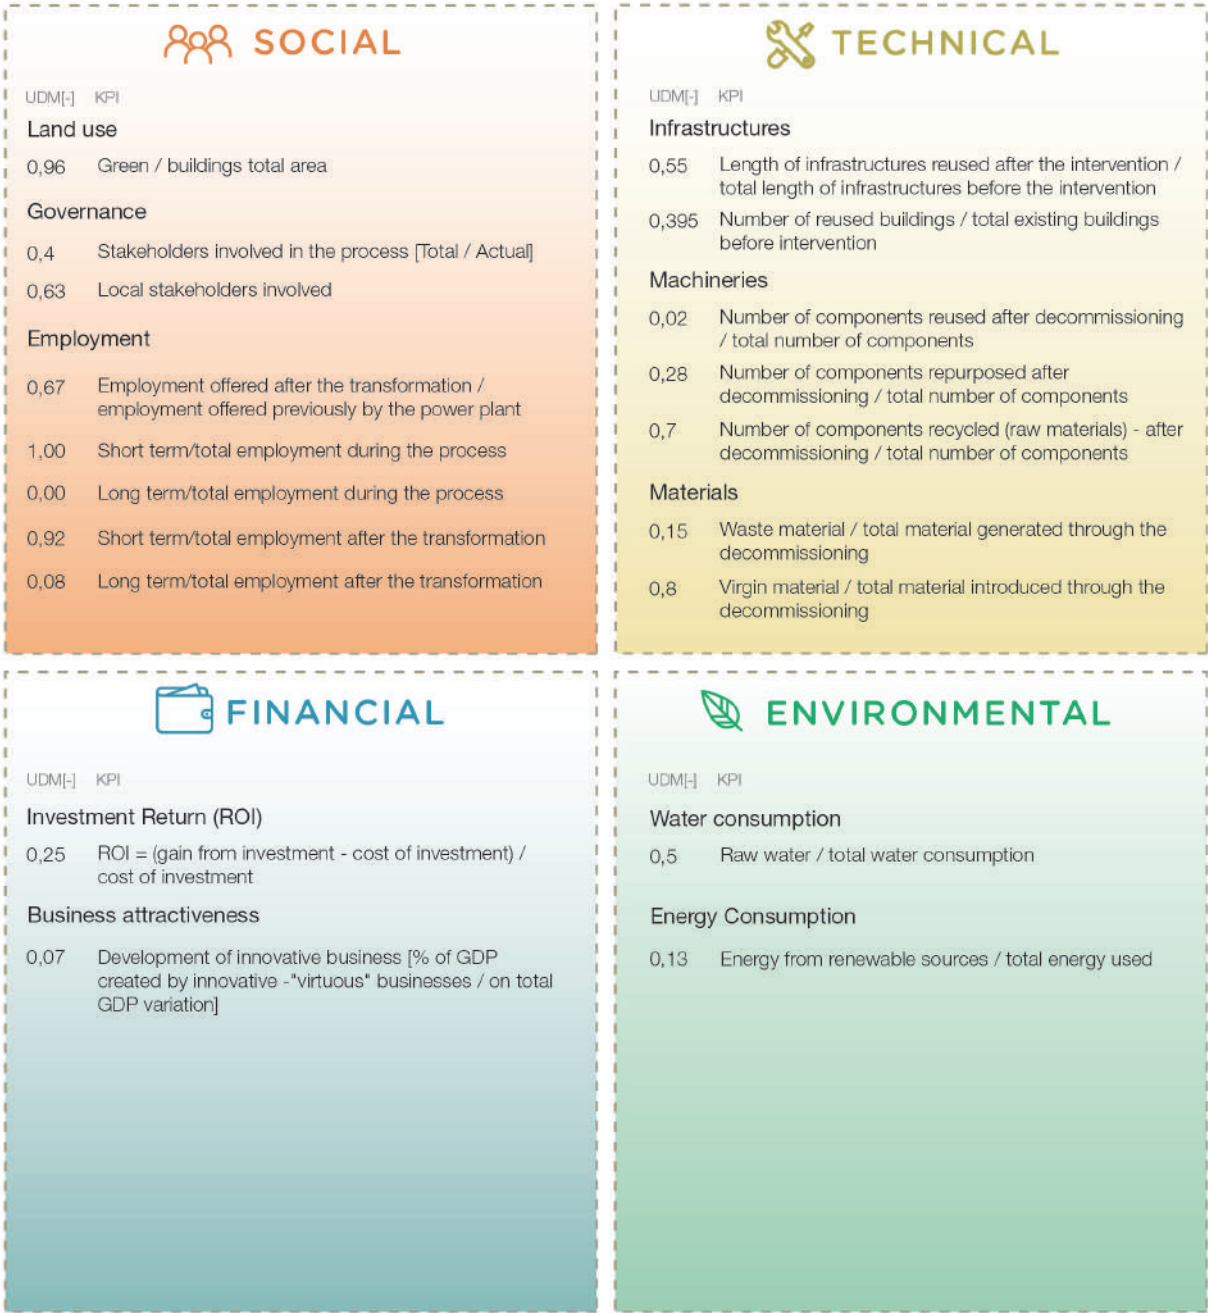 SOCIAL
UDM[-] KPI
Land use
0,96 Green / buildings total area
Governance
0,4 Stakeholders involved in the process [Total / Actual]
0,63 Local stakeholders involved
Employment
0,67 Employment offered after the transformation /
employment offered previously by the power plant
1,00 Short term/total employment during the process
0,00 Long term/total employment during the process
0,92 Short term/total employment after the transformation
0,08 Long term/total employment after the transformation
TECHNICAL
UDM[-] KPI
Infrastructures
0,55 Length of infrastructures reused after the intervention /
total length of infrastructures before the intervention
0,395 Number of reused buildings / total existing buildings
before intervention
Machineries
0,02 Number of components reused after decommissioning
/ total number of components
0,28 Number of components repurposed after
decommissioning / total number of components
0,7 Number of components recycled (raw materials) - after
decommissioning / total number of components
Materials
0,15 Waste material / total material generated through the
decommissioning
0,8 Virgin material / total material introduced through the
decommissioning
FINANCIAL
UDM[-] KPI
Investment Return (ROI)
0,25 ROI = (gain from investment - cost of investment) /
cost of investment
Business attractiveness
0,07 Development of innovative business [% of GDP
created by innovative -"virtuous" businesses / on total
GDP variation]
ENVIRONMENTAL
UDM[-] KPI
Water consumption
0,5 Raw water / total water consumption
Energy Consumption
0,13 Energy from renewable sources / total energy used